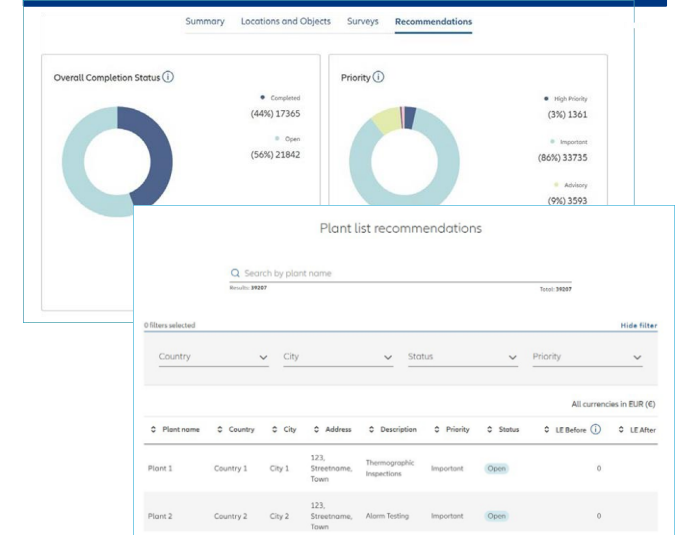 Summary Locations and Objects Surveys Recommendations
Overall Completion Status
Completed
(44%) 17365
Open
(56%) 21842
Priority
High Priority
(3%) 1361
Important
(86%) 33735
Advisory
(9%) 3593
Plant list recommendations
Search by plant name
Results: 39207 Total: 39207
0 filters selected Hide filter
Country City Status Priority
All currencies in EUR (€)
Plant name Country City Address Description Priority Status LE Before LE After
Plant 1 Country 1 City 1 123, Streetname, Town Thermographic Inspections Important Open 0
Plant 2 Country 2 City 2 123, Streetname, Town Alarm Testing Important Open 0